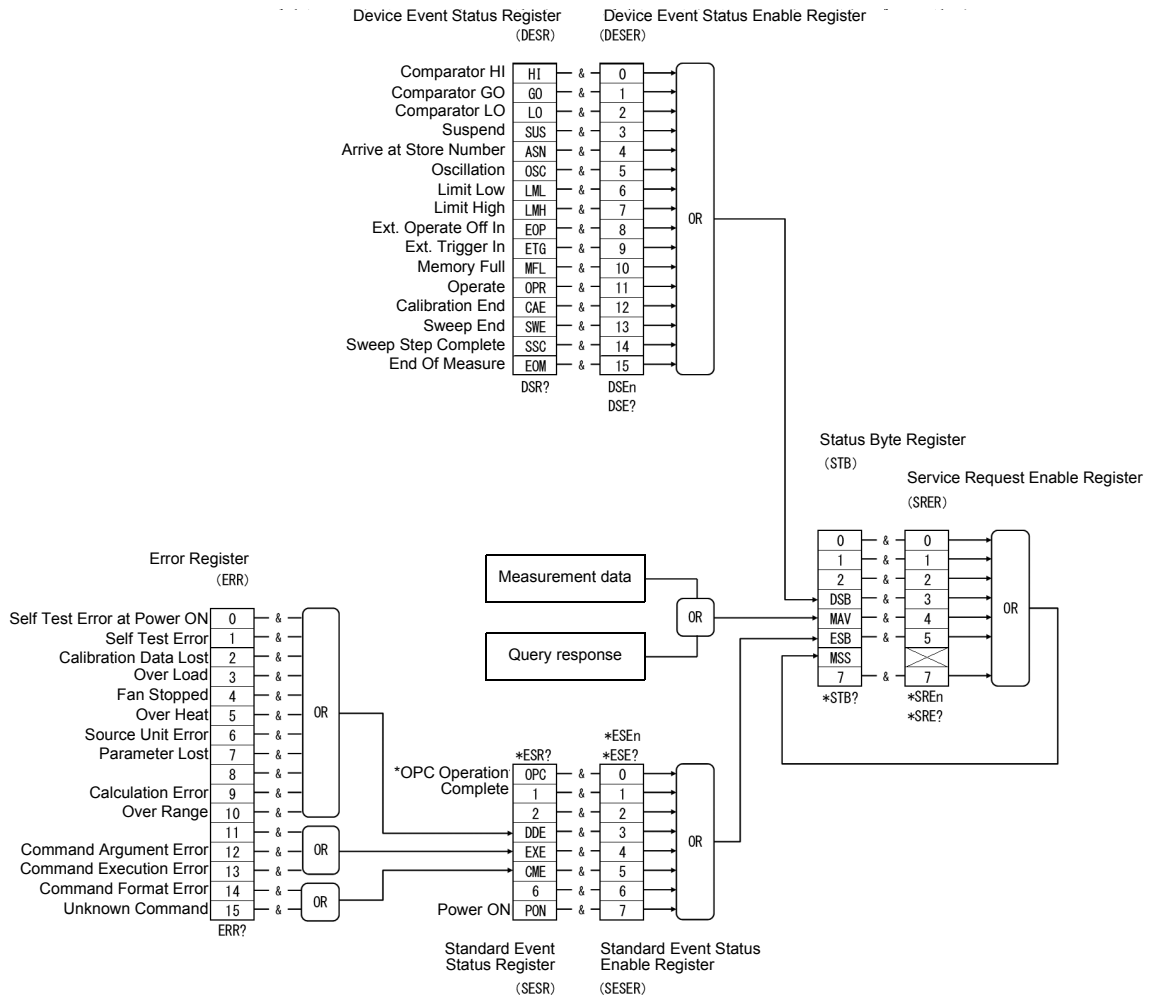 Device Event Status Register
(DESR)
Device Event Status Enable Register
(DESER)
Comparator HI HI & 0
Comparator GO GO & 1
Comparator LO LO & 2
Suspend SUS & 3
Arrive at Store Number ASN & 4
Oscillation OSC & 5
Limit Low LML & 6
Limit High LMH & 7
Ext. Operate Off In EOP & 8
Ext. Trigger In ETG & 9
Memory Full MFL & 10
Operate OPR & 11
Calibration End CAE & 12
Sweep End SWE & 13
Sweep Step Complete SSC & 14
End Of Measure EOM & 15
OR
DSR?
DSEn
DSE?
Status Byte Register
(STB)
Service Request Enable Register
(SRER)
0 & 0
1 & 1
2 & 2
DSB & 3
MAV & 4
ESB & 5
MSS
7 & 7
OR
*STB?
*SREn
*SRE?
Measurement data
Query response
OR
Error Register
(ERR)
Self Test Error at Power ON 0 &
Self Test Error 1 &
Calibration Data Lost 2 &
Over Load 3 &
Fan Stopped 4 &
Over Heat 5 &
Source Unit Error 6 &
Parameter Lost 7 &
8 &
Calculation Error 9 &
Over Range 10 &
11 &
Command Argument Error 12 &
Command Execution Error 13 &
Command Format Error 14 &
Unknown Command 15 &
ERR?
OR
OR
OR
*ESR?
*ESEn
*ESE?
*OPC Operation
Complete
OPC & 0
1 & 1
2 & 2
DDE & 3
EXE & 4
CME & 5
6 & 6
Power ON PON & 7
OR
Standard Event
Status Register
(SESR)
Standard Event Status
Enable Register
(SESER)